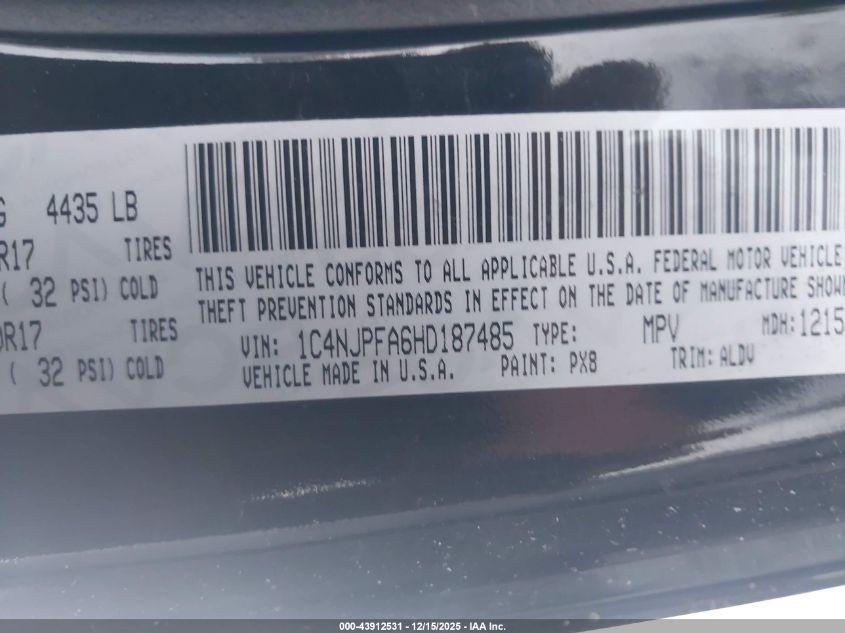 G 4435 LB
R17 TIRES
( 32 PSI) COLD
0R17 TIRES
( 32 PSI) COLD
THIS VEHICLE CONFORMS TO ALL APPLICABLE U.S.A. FEDERAL MOTOR VEHICLE
THEFT PREVENTION STANDARDS IN EFFECT ON THE DATE OF MANUFACTURE SHOW
VIN: 1C4NJPFA6HD187485 TYPE: MPV MDH: 1215
VEHICLE MADE IN U.S.A. PAINT: PX8 TRIM: ALDV
000-43912531 - 12/15/2025 - IAA Inc.